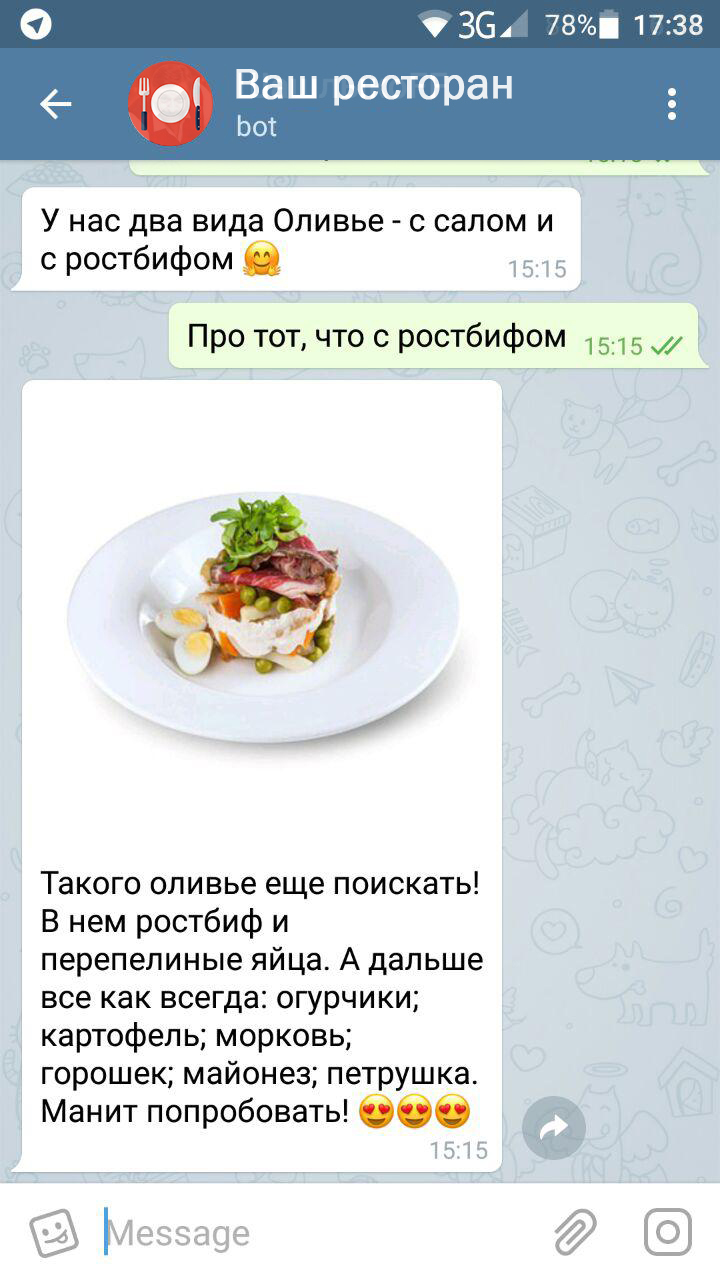 3G 78% 17:38
Ваш ресторан
bot
У нас два вида Оливье - с салом и
с ростбифом 🤗
15:15
Про тот, что с ростбифом 15:15
Такого оливье еще поискать!
В нем ростбиф и
перепелиные яйца. А дальше
все как всегда: огурчики;
картофель; морковь;
горошек; майонез; петрушка.
Манит попробовать! 😍😍😍
15:15
Message